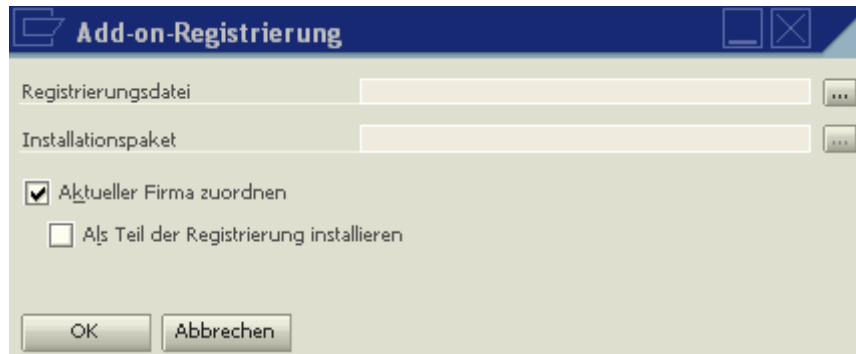 Add-on-Registrierung
Registrierungsdatei ...
Installationspaket ...
Aktueller Firma zuordnen
Als Teil der Registrierung installieren
OK Abbrechen